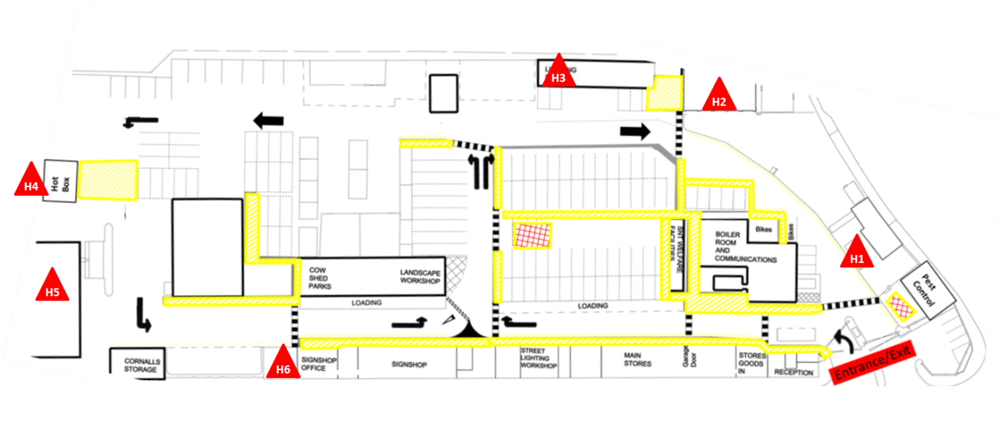 H3
H2
H4
Hot
Box
H1
Bikes
Bikes
BOILER
ROOM
AND
COMMUNICATIONS
SNT WELFARE
FACILITIES
H5
COW
SHED
PARKS
LANDSCAPE
WORKSHOP
Pest
Control
LOADING
LOADING
CORNALLS
STORAGE
H6
SIGNSHOP
OFFICE
SIGNSHOP
STREET
LIGHTING
WORKSHOP
MAIN
STORES
Garage
Door
STORES
GOODS
IN
RECEPTION
Entrance/Exit